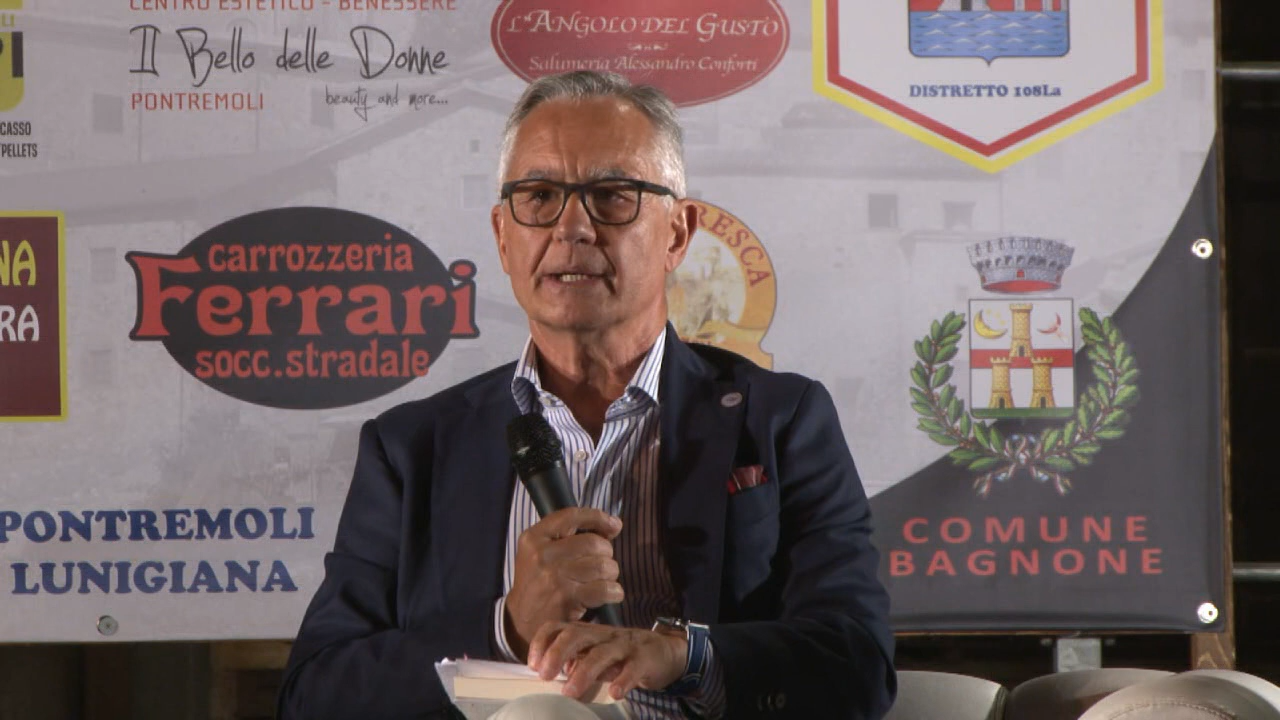 CENTRO ESTETICO - BENESSERE
Il Bello delle Donne
PONTREMOLI
beauty and more...
L'ANGOLO DEL GUSTO
Salumeria Alessandro Conforti
DISTRETTO 108La
CASSO
PELLETS
NA
RA
carrozzeria
Ferrari
socc.stradale
RESCA
PONTREMOLI
LUNIGIANA
COMUNE
BAGNONE